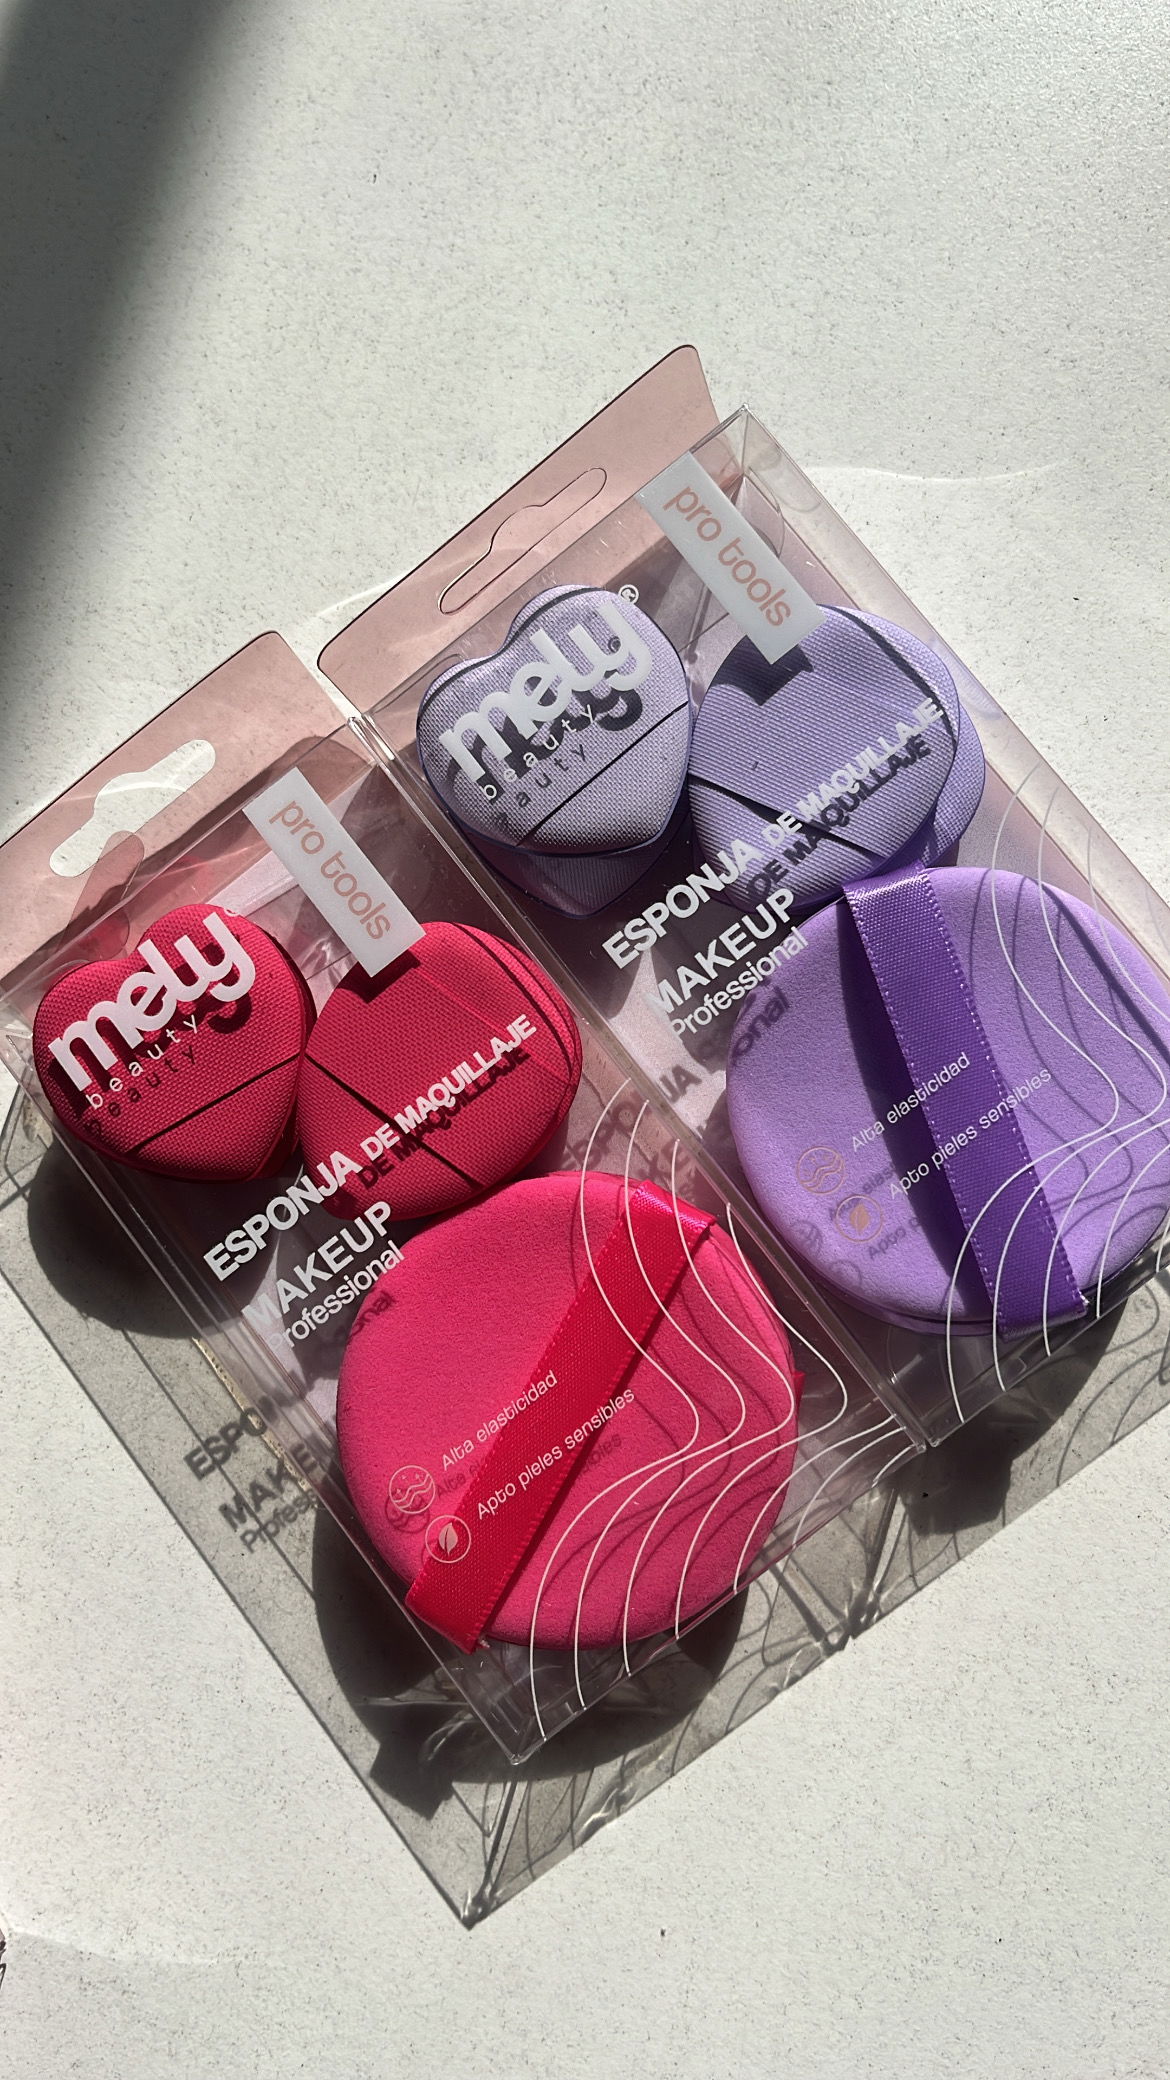 pro tools
mely®
beauty
ESPONJA DE MAQUILLAJE
MAKEUP
Professional
Alta elasticidad
Apto pieles sensibles
pro tools
mely
beauty
ESPONJA DE MAQUILLAJE
MAKEUP
Professional
Alta elasticidad
Apto pieles sensibles